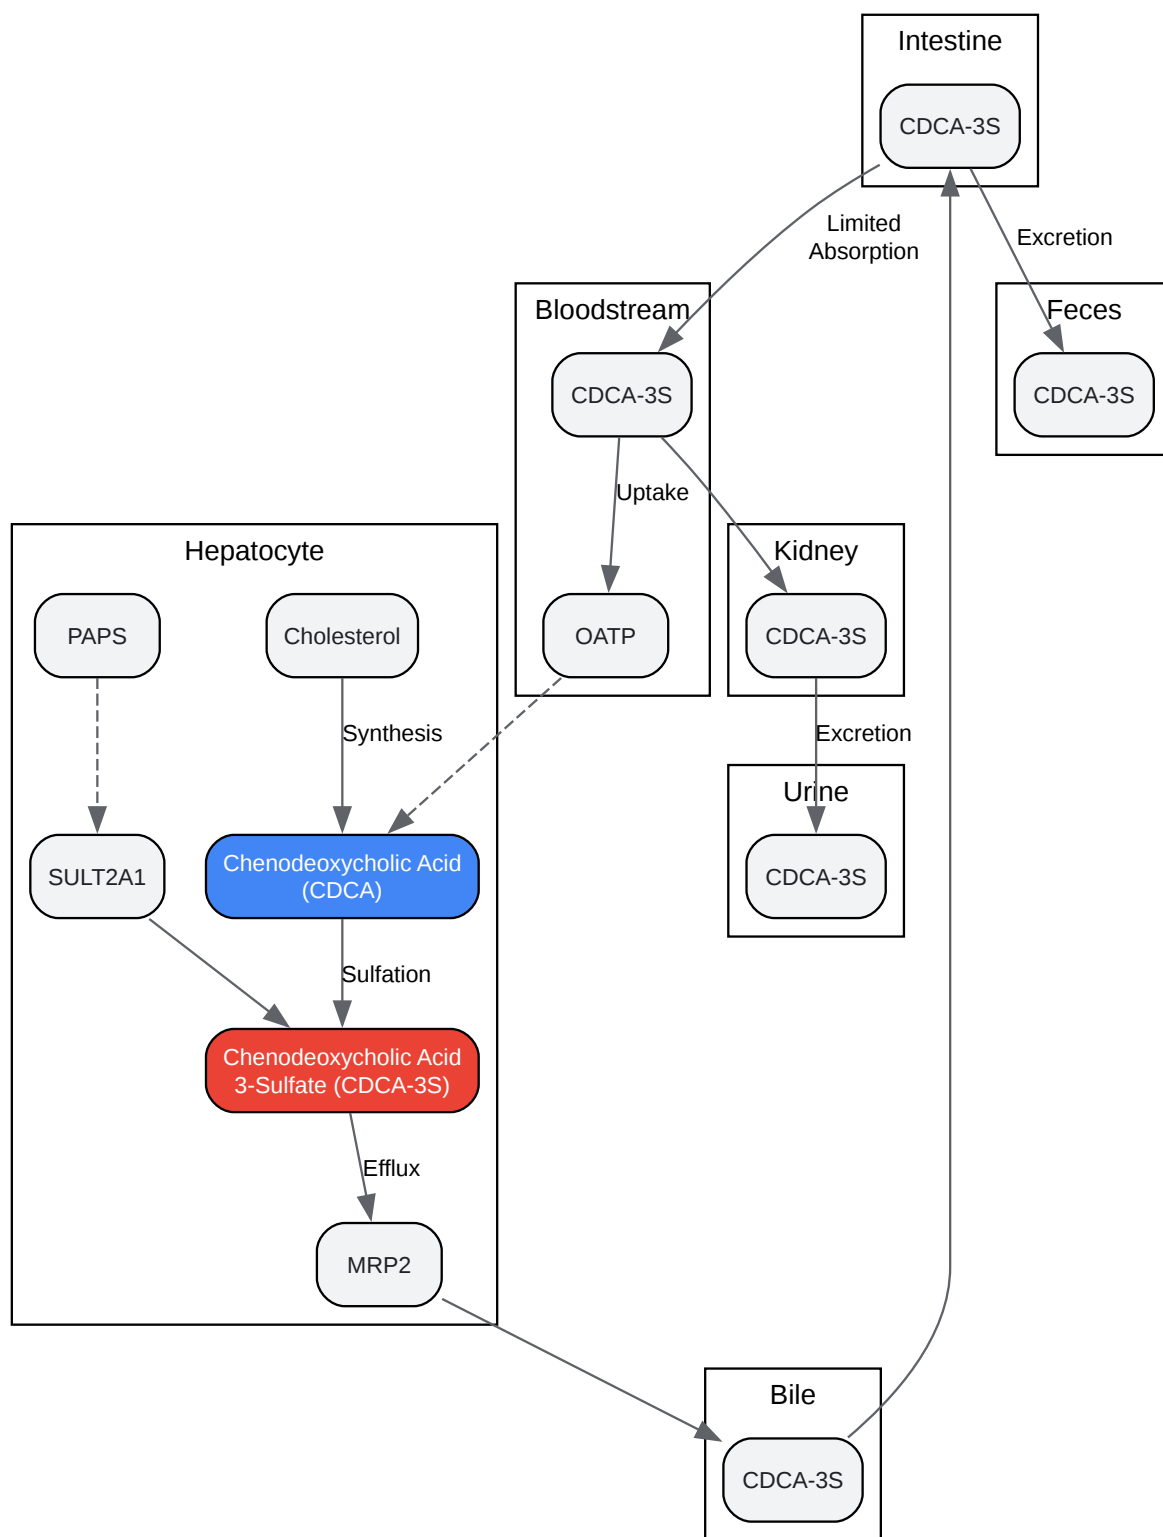 Intestine
CDCA-3S
Limited
Absorption
Excretion
Bloodstream
CDCA-3S
Feces
CDCA-3S
Uptake
OATP
Kidney
CDCA-3S
Excretion
Urine
CDCA-3S
Hepatocyte
PAPS
Cholesterol
Synthesis
SULT2A1
Chenodeoxycholic Acid
(CDCA)
Sulfation
Chenodeoxycholic Acid
3-Sulfate (CDCA-3S)
Efflux
MRP2
Bile
CDCA-3S